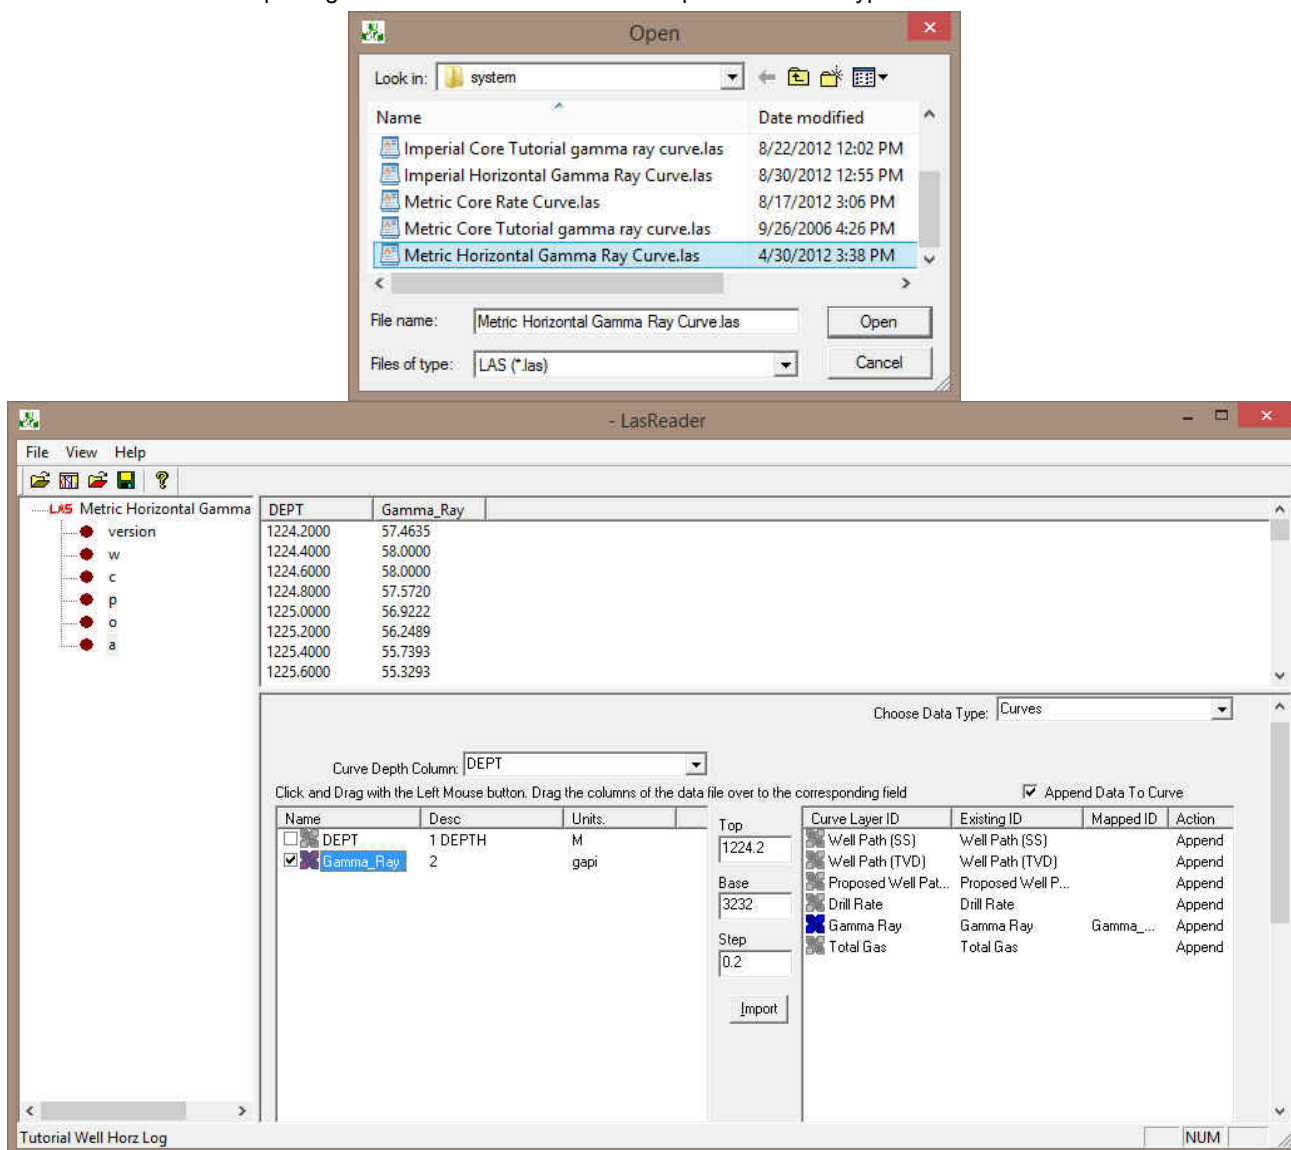 Open
Look in: system
Name Date modified
Imperial Core Tutorial gamma ray curve.las 8/22/2012 12:02 PM
Imperial Horizontal Gamma Ray Curve.las 8/30/2012 12:55 PM
Metric Core Rate Curve.las 8/17/2012 3:06 PM
Metric Core Tutorial gamma ray curve.las 9/26/2006 4:26 PM
Metric Horizontal Gamma Ray Curve.las 4/30/2012 3:38 PM
File name: Metric Horizontal Gamma Ray Curve.las Open
Files of type: LAS (*.las) Cancel
- LasReader
File View Help
LAS Metric Horizontal Gamma
version
w
c
p
o
a
DEPT Gamma_Ray
1224.2000 57.4635
1224.4000 58.0000
1224.6000 58.0000
1224.8000 57.5720
1225.0000 56.9222
1225.2000 56.2489
1225.4000 55.7393
1225.6000 55.3293
Choose Data Type: Curves
Curve Depth Column: DEPT
Click and Drag with the Left Mouse button. Drag the columns of the data file over to the corresponding field Append Data To Curve
Name Desc Units.
DEPT 1 DEPTH M
Gamma_Ray 2 gapi
Top
1224.2
Base
3232
Step
0.2
Import
Curve Layer ID Existing ID Mapped ID Action
Well Path (SS) Well Path (SS) Append
Well Path (TVD) Well Path (TVD) Append
Proposed Well Pat... Proposed Well P... Append
Drill Rate Drill Rate Append
Gamma Ray Gamma Ray Gamma_... Append
Total Gas Total Gas Append
Tutorial Well Horz Log NUM